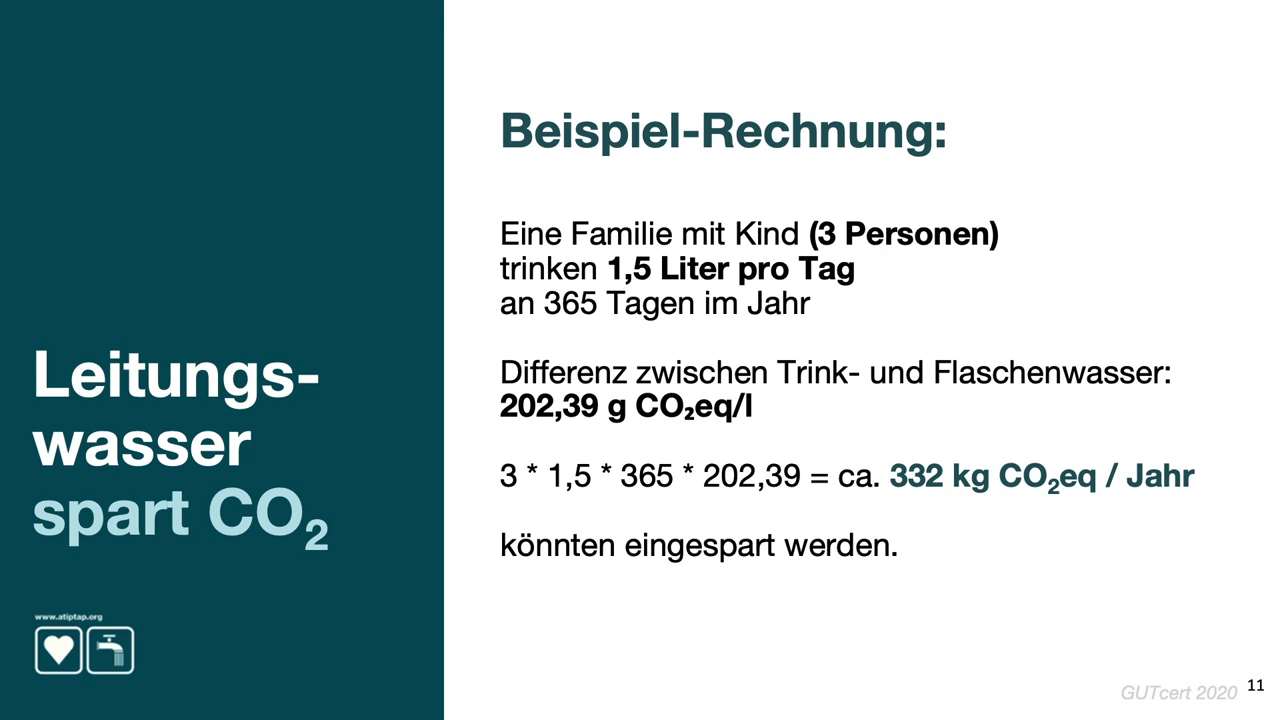 Leitungs-
wasser
spart CO₂
www.atiptap.org
Beispiel-Rechnung:
Eine Familie mit Kind (3 Personen)
trinken 1,5 Liter pro Tag
an 365 Tagen im Jahr
Differenz zwischen Trink- und Flaschenwasser:
202,39 g CO₂eq/l
3 * 1,5 * 365 * 202,39 = ca. 332 kg CO₂eq / Jahr
könnten eingespart werden.
GUTcert 2020
11